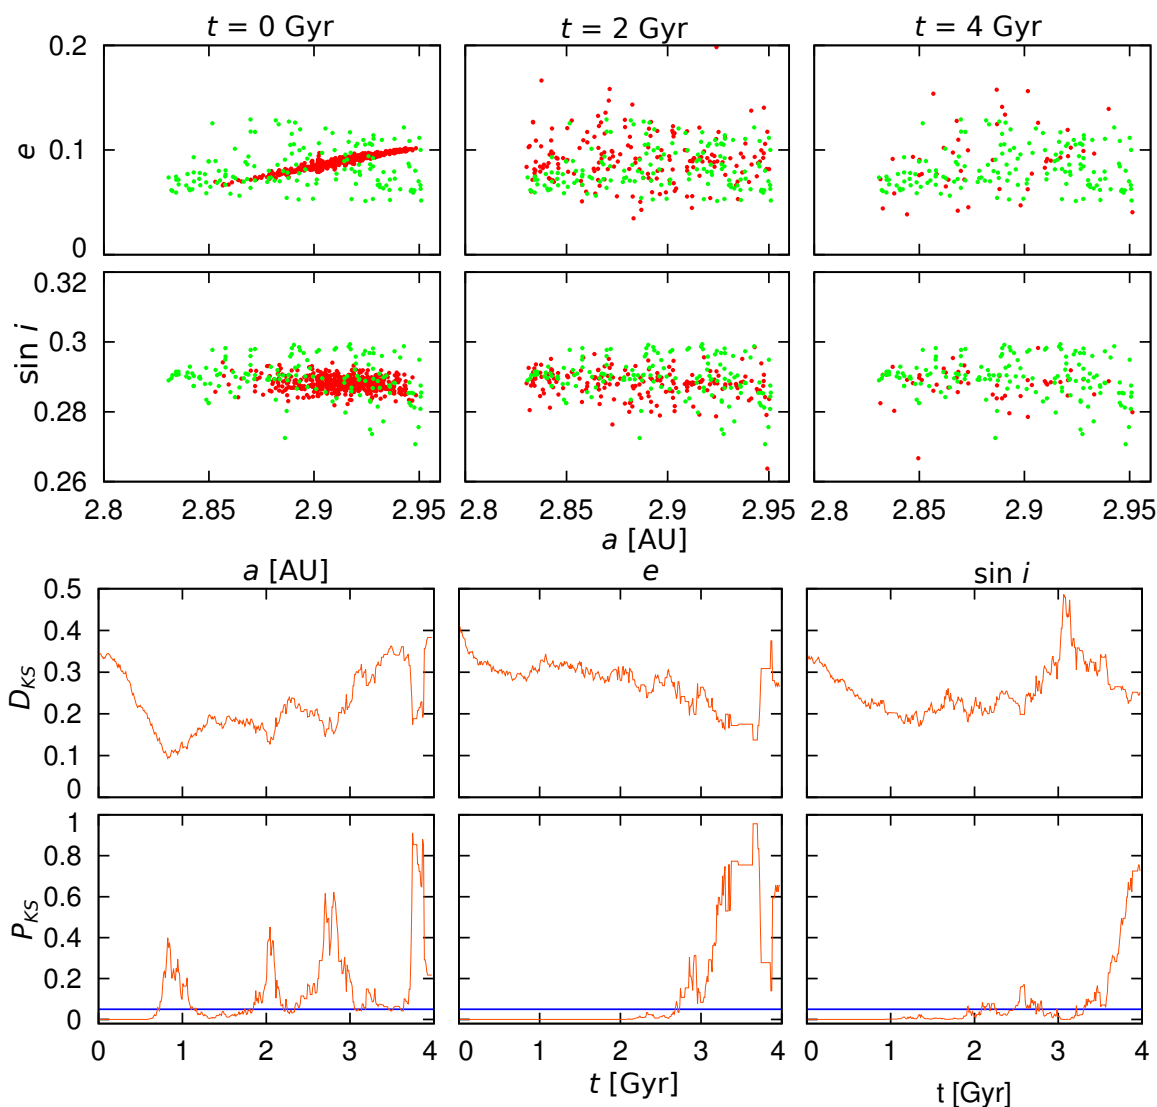 t = 0 Gyr t = 2 Gyr t = 4 Gyr
0.2
e
0.1
0
0.32
sin i
0.3
0.28
0.26
2.8 2.85 2.9 2.95 2.8 2.85 2.9 2.95 2.8 2.85 2.9 2.95
a [AU]
a [AU] e sin i
0.5
0.4
D_KS
0.3
0.2
0.1
0
1
0.8
P_KS
0.6
0.4
0.2
0
0 1 2 3 4 0 1 2 3 4 0 1 2 3 4
t [Gyr] t [Gyr]